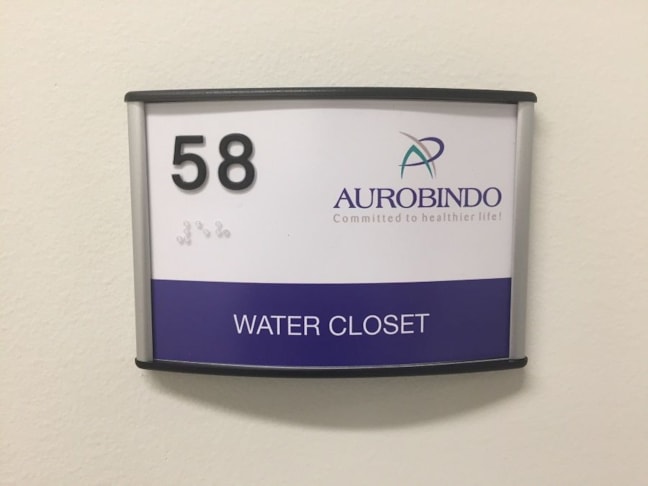 58
AUROBINDO
Committed to healthier life!
WATER CLOSET